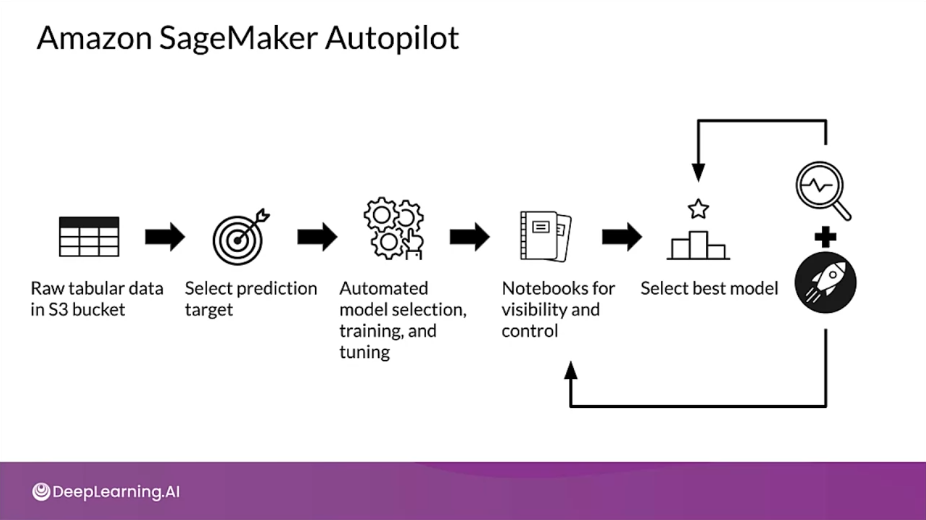 Amazon SageMaker Autopilot
Raw tabular data
in S3 bucket
Select prediction
target
Automated
model selection,
training, and
tuning
Notebooks for
visibility and
control
Select best model
DeepLearning.AI